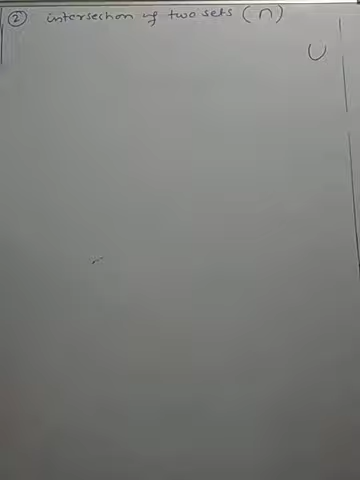 ② intersection of two sets (∩)
∪